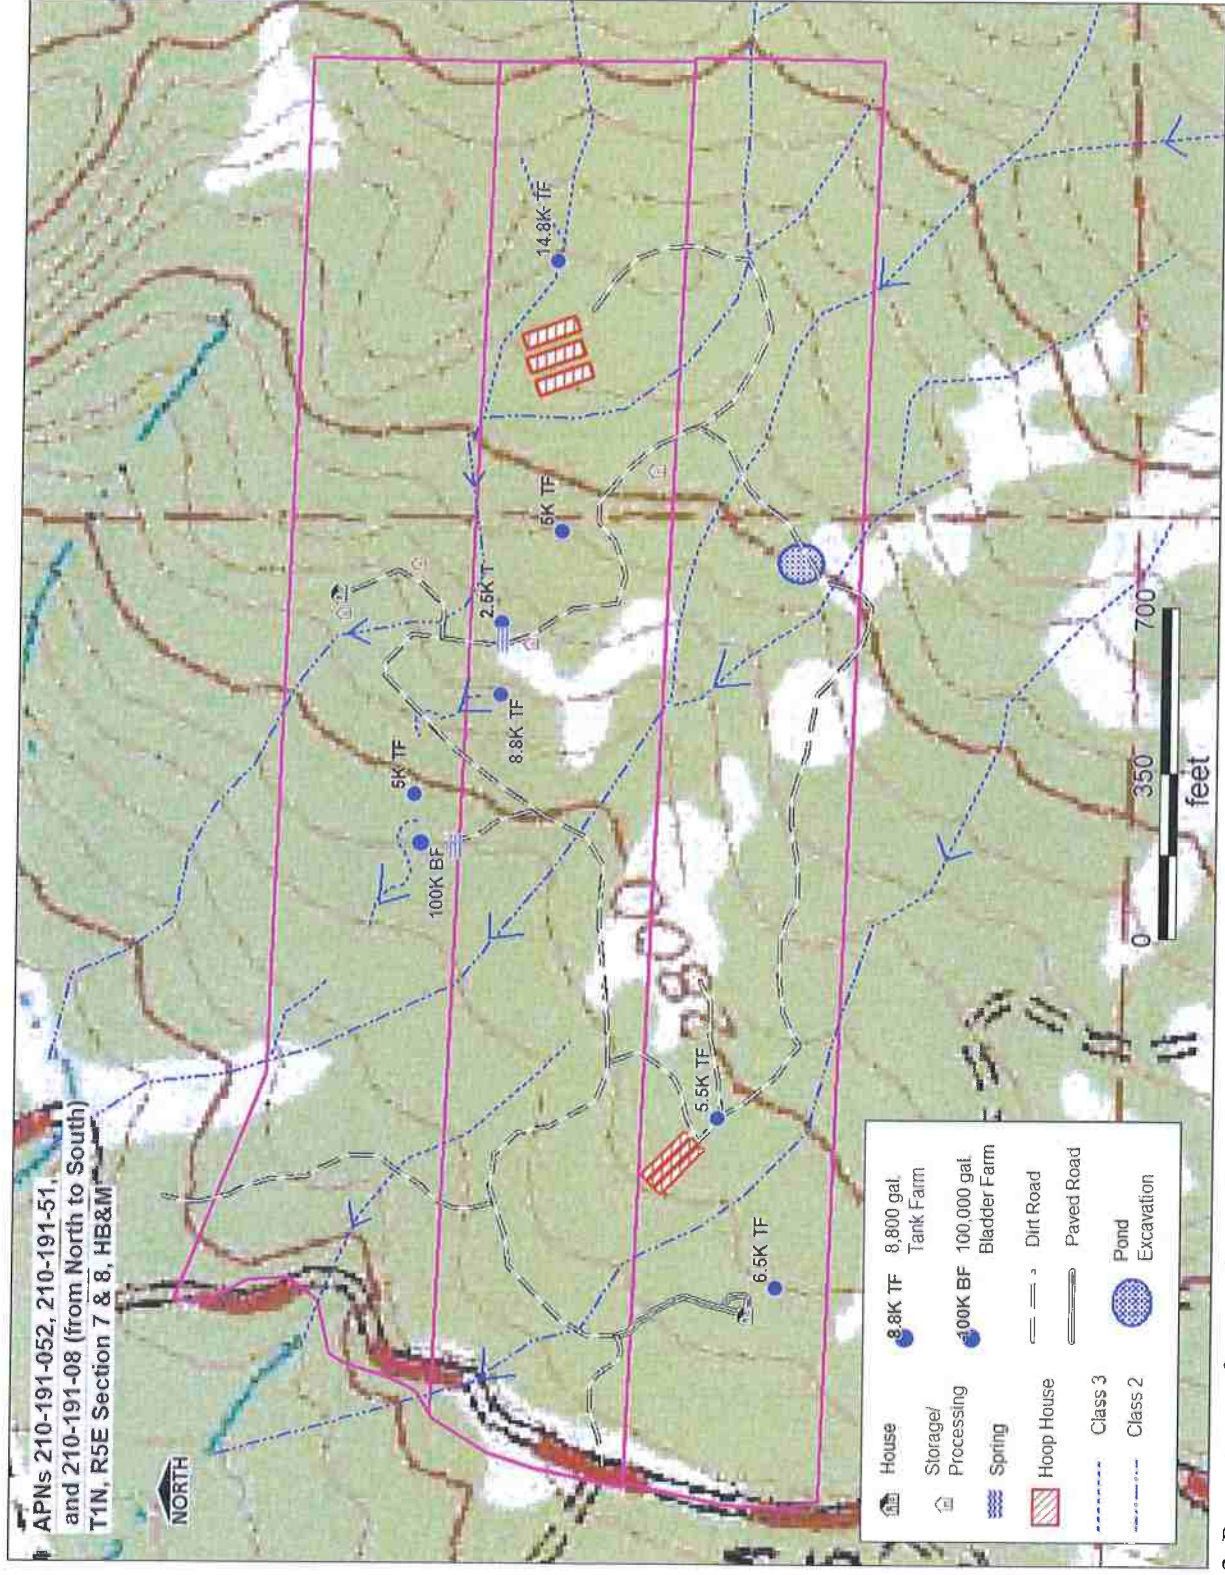 APNs 210-191-052, 210-191-51,
and 210-191-08 (from North to South)
T1N, R5E Section 7 & 8, HB&M
NORTH
100K BF
5K TF
8.8K TF
2.5K T
5K TF
14.8K TF
2800
5.5K TF
6.5K TF
House
Storage/
Processing
Spring
Hoop House
Class 3
Class 2
8.8K TF
8,800 gal.
Tank Farm
100K BF
100,000 gal.
Bladder Farm
Dirt Road
Paved Road
Pond
Excavation
0
350
700
feet